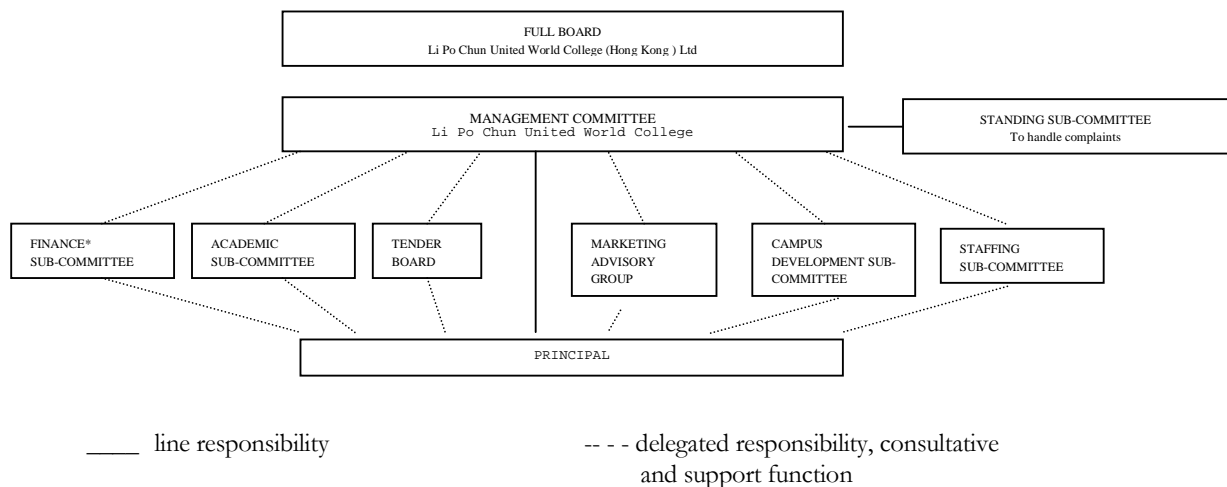 FULL BOARD
Li Po Chun United World College (Hong Kong ) Ltd
MANAGEMENT COMMITTEE
Li Po Chun United World College
STANDING SUB-COMMITTEE
To handle complaints
FINANCE*
SUB-COMMITTEE
ACADEMIC
SUB-COMMITTEE
TENDER
BOARD
MARKETING
ADVISORY
GROUP
CAMPUS
DEVELOPMENT SUB-
COMMITTEE
STAFFING
SUB-COMMITTEE
PRINCIPAL
____ line responsibility
-- - - delegated responsibility, consultative
and support function